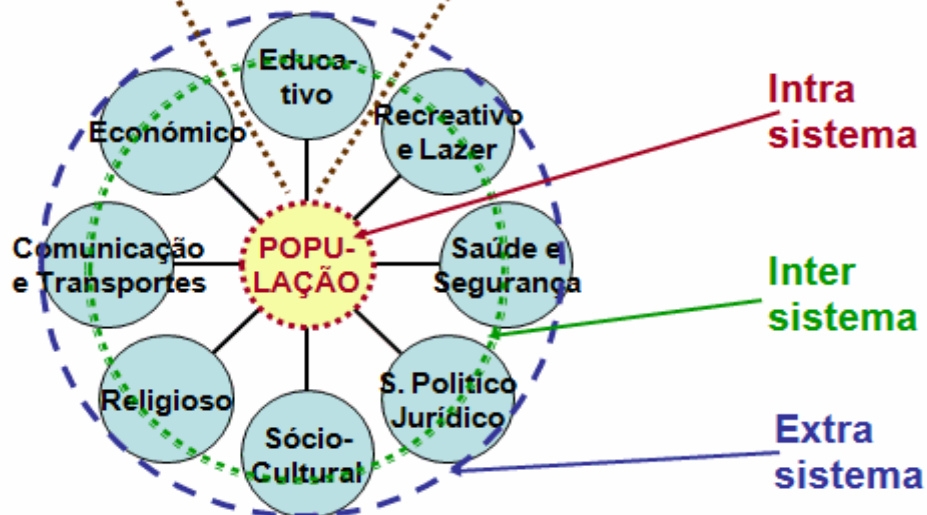 Educa-
tivo
Económico
Recreativo
e Lazer
Comunicação
e Transportes
POPU-
LAÇÃO
Saúde e
Segurança
Religioso
S. Politico
Jurídico
Sócio-
Cultural
Intra
sistema
Inter
sistema
Extra
sistema